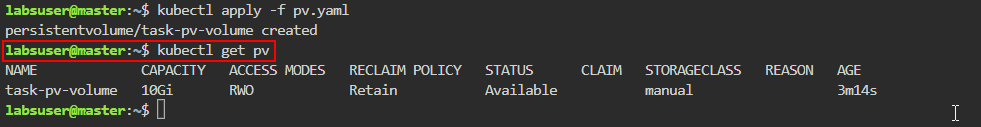 labsuser@master:~$ kubectl apply -f pv.yaml
persistentvolume/task-pv-volume created
labsuser@master:~$ kubectl get pv
NAME CAPACITY ACCESS MODES RECLAIM POLICY STATUS CLAIM STORAGECLASS REASON AGE
task-pv-volume 10Gi RWO Retain Available manual 3m14s
labsuser@master:~$